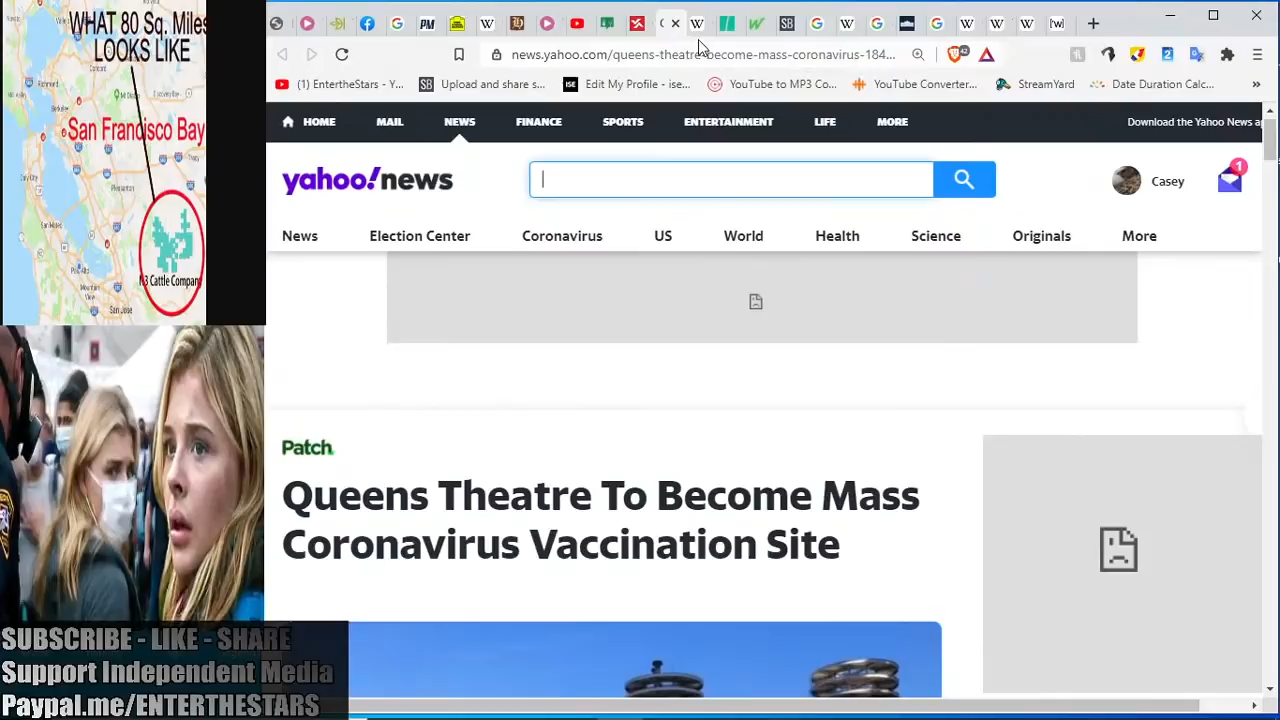 WHAT 80 Sq. Miles
LOOKS LIKE
San Francisco Bay
N3 Cattle Company
news.yahoo.com/queens-theatre-become-mass-coronavirus-184...
(1) EntertheStars - Y...
Upload and share s...
Edit My Profile - ise...
YouTube to MP3 Co...
YouTube Converter...
StreamYard
Date Duration Calc...
HOME
MAIL
NEWS
FINANCE
SPORTS
ENTERTAINMENT
LIFE
MORE
Download the Yahoo News a
yahoo!news
Casey
1
News
Election Center
Coronavirus
US
World
Health
Science
Originals
More
Patch
Queens Theatre To Become Mass
Coronavirus Vaccination Site
SUBSCRIBE - LIKE - SHARE
Support Independent Media
Paypal.me/ENTERTHESTARS